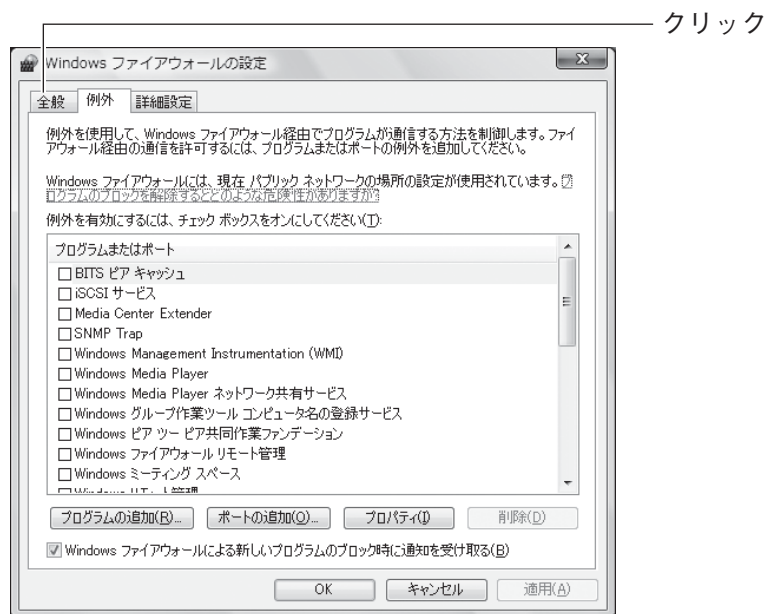 クリック
Windows ファイアウォールの設定
全般 例外 詳細設定
例外を使用して、Windows ファイアウォール経由でプログラムが通信する方法を制御します。ファイ
アウォール経由の通信を許可するには、プログラムまたはポートの例外を追加してください。
Windows ファイアウォールには、現在 パブリック ネットワークの場所の設定が使用されています。プ
ログラムのブロックを解除するとどのような危険性がありますか?
例外を有効にするには、チェック ボックスをオンにしてください(T):
プログラムまたはポート
BITS ピア キャッシュ
iSCSI サービス
Media Center Extender
SNMP Trap
Windows Management Instrumentation (WMI)
Windows Media Player
Windows Media Player ネットワーク共有サービス
Windows グループ作業ツール コンピュータ名の登録サービス
Windows ピア ツー ピア共同作業ファンデーション
Windows ファイアウォール リモート管理
Windows ミーティング スペース
Windows リモート管理
プログラムの追加(R)... ポートの追加(O)... プロパティ(I) 削除(D)
Windows ファイアウォールによる新しいプログラムのブロック時に通知を受け取る(B)
OK キャンセル 適用(A)